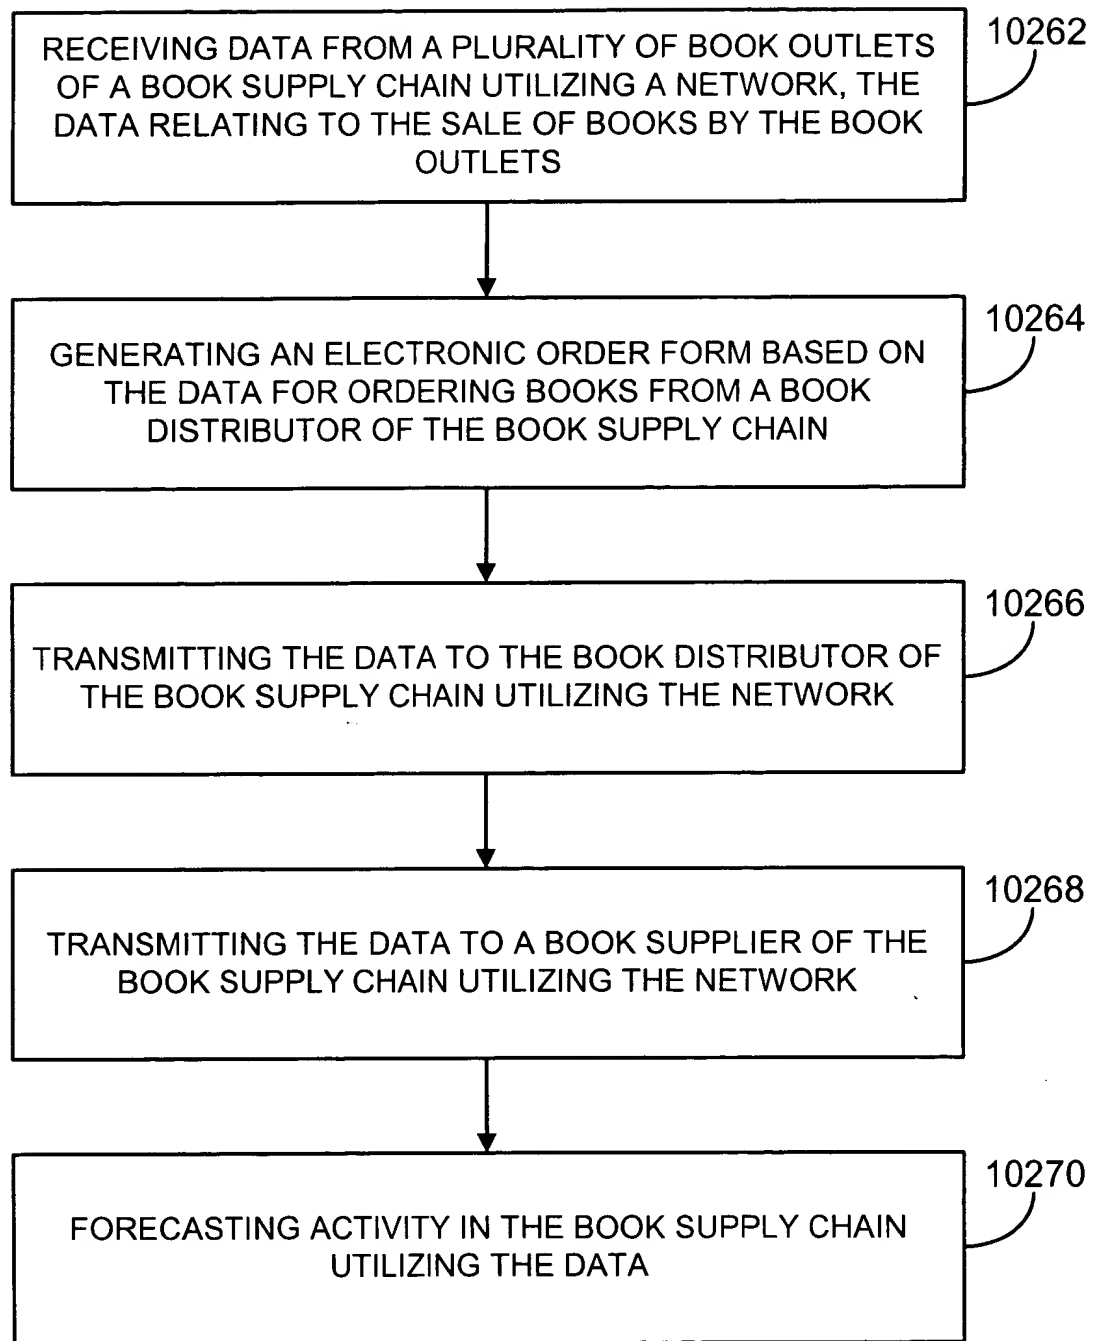 RECEIVING DATA FROM A PLURALITY OF BOOK OUTLETS
OF A BOOK SUPPLY CHAIN UTILIZING A NETWORK, THE
DATA RELATING TO THE SALE OF BOOKS BY THE BOOK
OUTLETS
10262
GENERATING AN ELECTRONIC ORDER FORM BASED ON
THE DATA FOR ORDERING BOOKS FROM A BOOK
DISTRIBUTOR OF THE BOOK SUPPLY CHAIN
10264
TRANSMITTING THE DATA TO THE BOOK DISTRIBUTOR OF
THE BOOK SUPPLY CHAIN UTILIZING THE NETWORK
10266
TRANSMITTING THE DATA TO A BOOK SUPPLIER OF THE
BOOK SUPPLY CHAIN UTILIZING THE NETWORK
10268
FORECASTING ACTIVITY IN THE BOOK SUPPLY CHAIN
UTILIZING THE DATA
10270